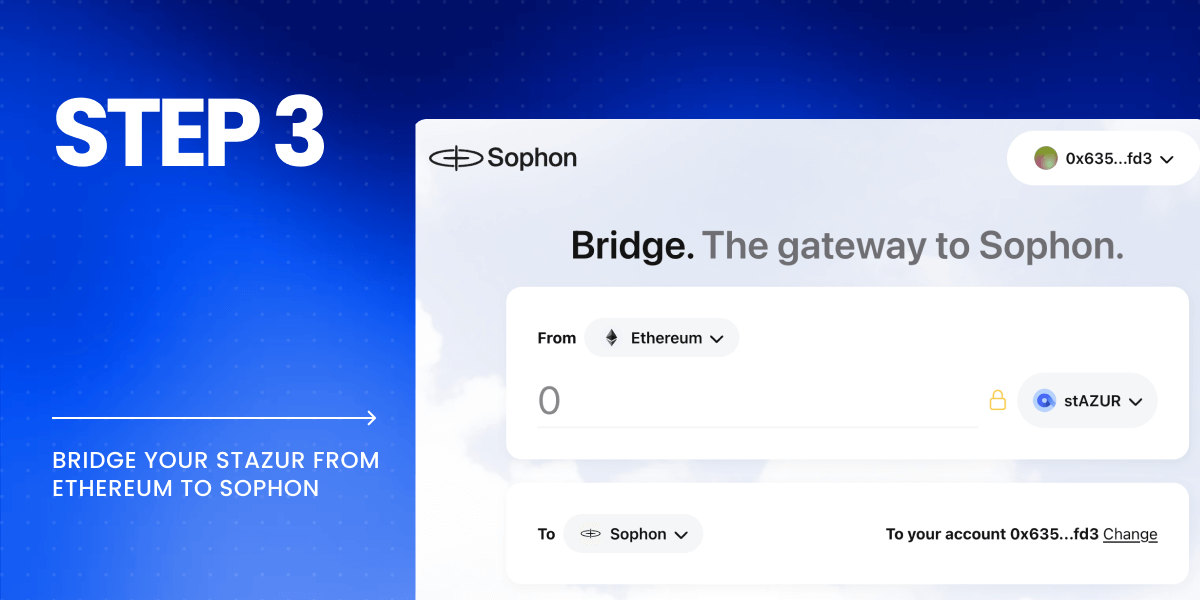 STEP 3
BRIDGE YOUR STAZUR FROM
ETHEREUM TO SOPHON
Sophon
0x635...fd3
Bridge. The gateway to Sophon.
From Ethereum
0
stAZUR
To Sophon
To your account 0x635...fd3 Change